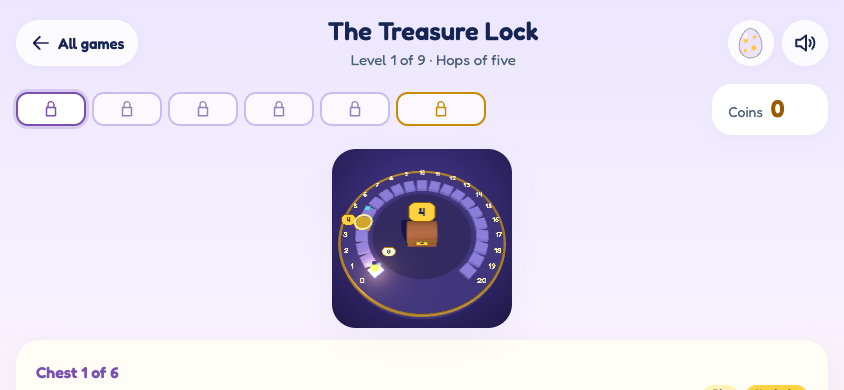 All games
The Treasure Lock
Level 1 of 9 · Hops of five
Coins 0
4
0 1 2 3 4 5 6 7 8 9 10 11 12 13 14 15 16 17 18 19 20
0
Chest 1 of 6